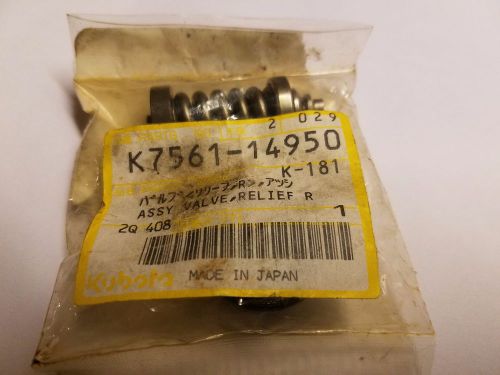 2 029
K7561-14950
K-181
バルブ,リリーフ,R,アッシ
ASSY VALVE,RELIEF R
2Q 408
1
Kubota MADE IN JAPAN